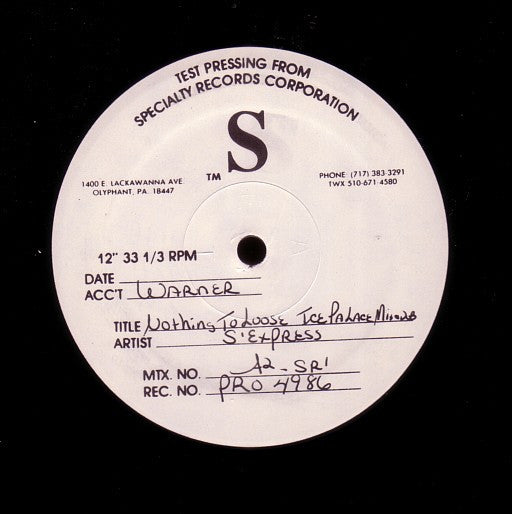 TEST PRESSING FROM
SPECIALTY RECORDS CORPORATION
S
TM
1400 E. LACKAWANNA AVE.
OLYPHANT, PA. 18447
PHONE: (717) 383-3291
TWX 510-671-4580
12" 33 1/3 RPM
DATE
ACC'T WARNER
TITLE Nothing To Loose Ice Palace
ARTIST S'EXPRESS
MTX. NO. A2-SR1
REC. NO. PRO 4986